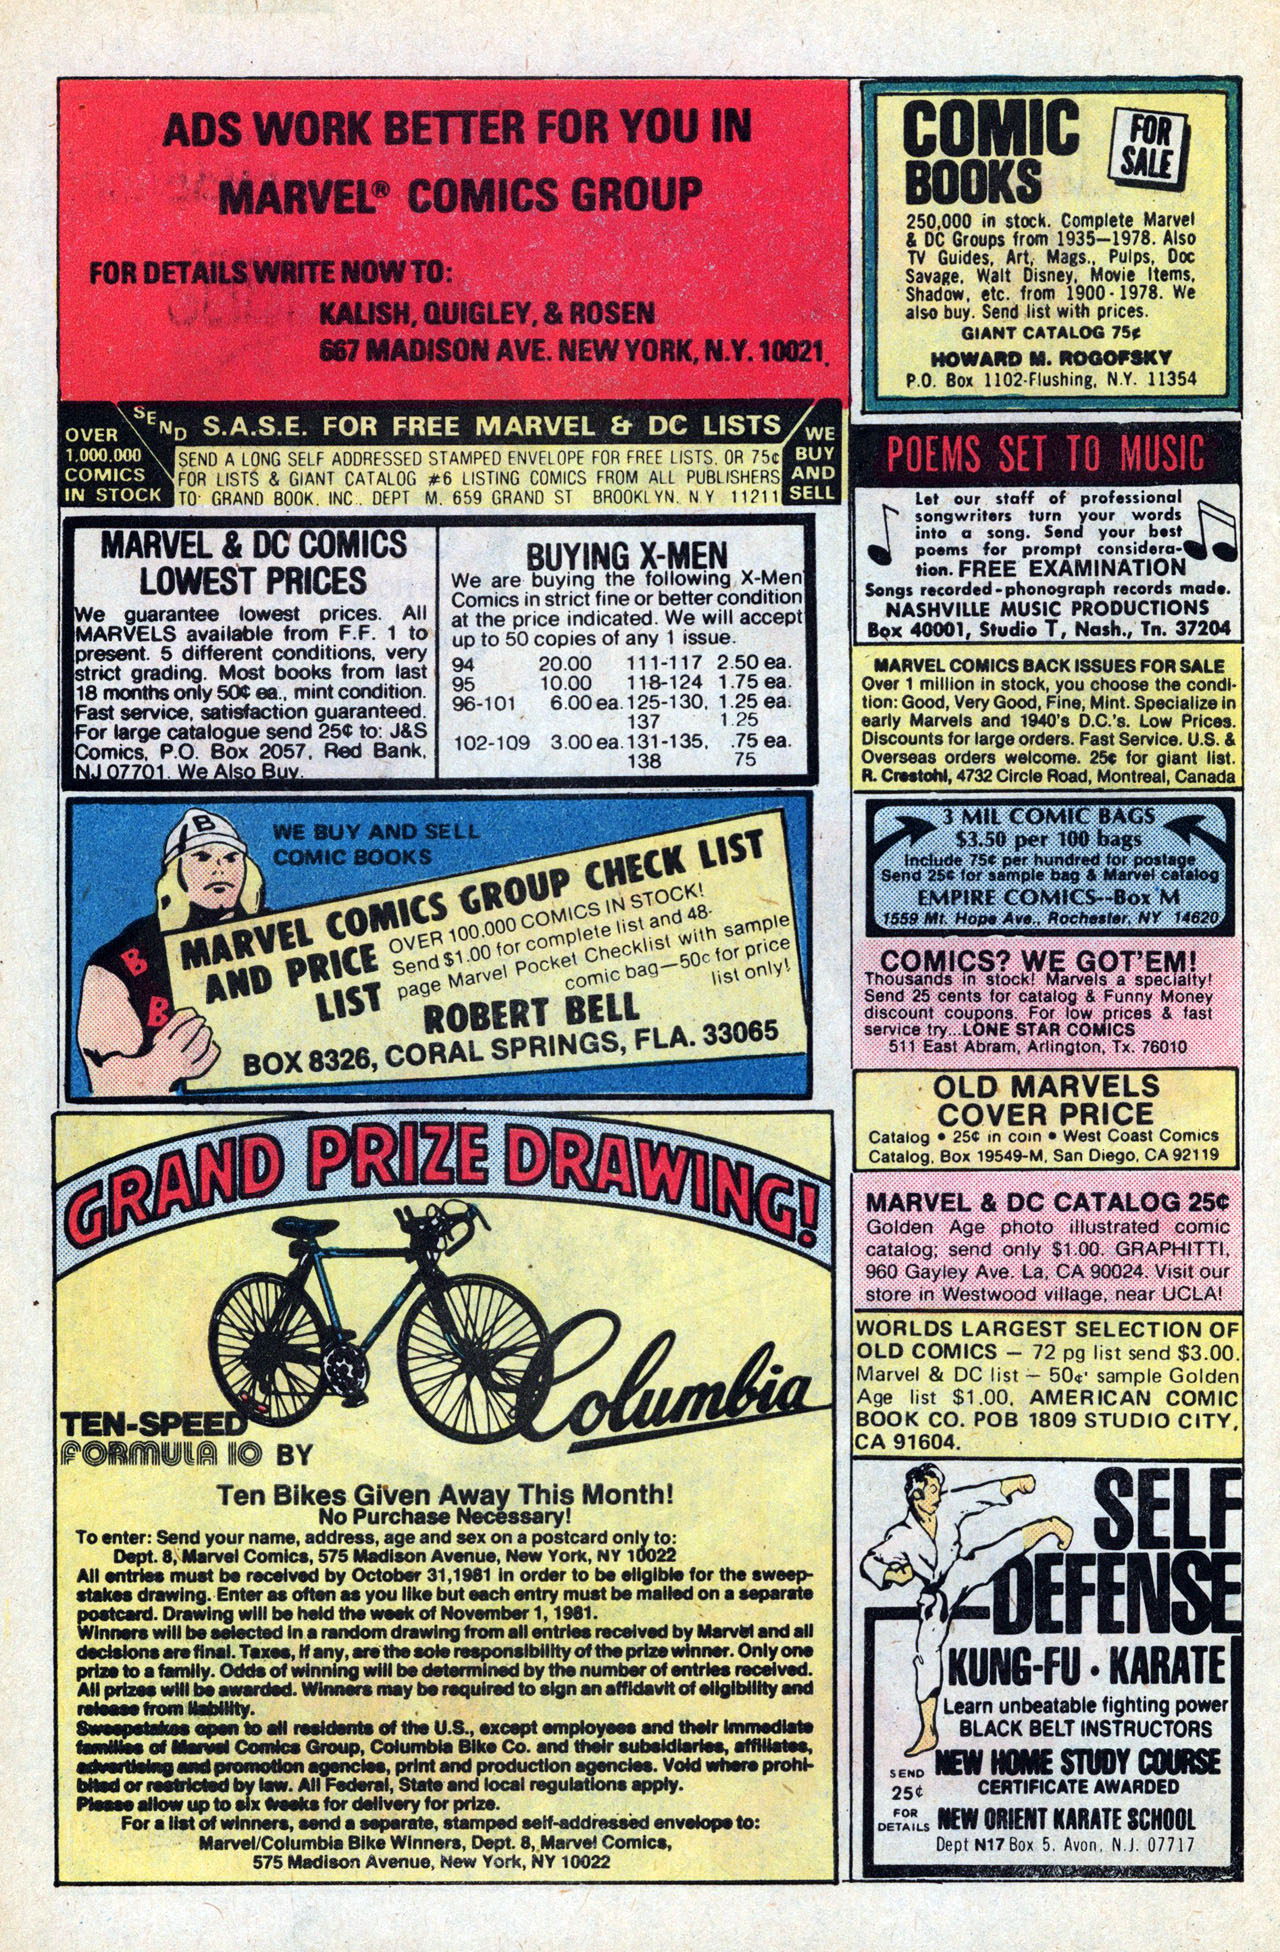 ADS WORK BETTER FOR YOU IN
MARVEL® COMICS GROUP
FOR DETAILS WRITE NOW TO:
KALISH, QUIGLEY, & ROSEN
667 MADISON AVE. NEW YORK, N.Y. 10021.
OVER
1,000,000
COMICS
IN STOCK
SEND S.A.S.E. FOR FREE MARVEL & DC LISTS
SEND A LONG SELF ADDRESSED STAMPED ENVELOPE FOR FREE LISTS, OR 75¢
FOR LISTS & GIANT CATALOG #6 LISTING COMICS FROM ALL PUBLISHERS
TO: GRAND BOOK, INC., DEPT M, 659 GRAND ST BROOKLYN, N.Y 11211
WE
BUY
AND
SELL
MARVEL & DC COMICS
LOWEST PRICES
We guarantee lowest prices. All
MARVELS available from F.F. 1 to
present. 5 different conditions, very
strict grading. Most books from last
18 months only 50¢ ea., mint condition.
Fast service, satisfaction guaranteed.
For large catalogue send 25¢ to: J&S
Comics, P.O. Box 2057, Red Bank,
NJ 07701. We Also Buy.
BUYING X-MEN
We are buying the following X-Men
Comics in strict fine or better condition
at the price indicated. We will accept
up to 50 copies of any 1 issue.
94 20.00 111-117 2.50 ea.
95 10.00 118-124 1.75 ea.
96-101 6.00 ea. 125-130, 1.25 ea.
137 1.25
102-109 3.00 ea. 131-135, .75 ea.
138 75
B
B
B
WE BUY AND SELL
COMIC BOOKS
MARVEL COMICS GROUP CHECK LIST
AND PRICE
LIST
OVER 100,000 COMICS IN STOCK!
Send $1.00 for complete list and 48-
page Marvel Pocket Checklist with sample
comic bag—50c for price
list only!
ROBERT BELL
BOX 8326, CORAL SPRINGS, FLA. 33065
GRAND PRIZE DRAWING!
Columbia
TEN-SPEED
FORMULA 10 BY
Ten Bikes Given Away This Month!
No Purchase Necessary!
To enter: Send your name, address, age and sex on a postcard only to:
Dept. 8, Marvel Comics, 575 Madison Avenue, New York, NY 10022
All entries must be received by October 31,1981 in order to be eligible for the sweep-
stakes drawing. Enter as often as you like but each entry must be mailed on a separate
postcard. Drawing will be held the week of November 1, 1981.
Winners will be selected in a random drawing from all entries received by Marvel and all
decisions are final. Taxes, if any, are the sole responsibility of the prize winner. Only one
prize to a family. Odds of winning will be determined by the number of entries received.
All prizes will be awarded. Winners may be required to sign an affidavit of eligibility and
release from liability.
Sweepstakes open to all residents of the U.S., except employees and their immediate
families of Marvel Comics Group, Columbia Bike Co. and their subsidiaries, affiliates,
advertising and promotion agencies, print and production agencies. Void where prohi-
bited or restricted by law. All Federal, State and local regulations apply.
Please allow up to six weeks for delivery for prize.
For a list of winners, send a separate, stamped self-addressed envelope to:
Marvel/Columbia Bike Winners, Dept. 8, Marvel Comics,
575 Madison Avenue, New York, NY 10022
COMIC
BOOKS
FOR
SALE
250,000 in stock. Complete Marvel
& DC Groups from 1935—1978. Also
TV Guides, Art, Mags., Pulps, Doc
Savage, Walt Disney, Movie Items,
Shadow, etc. from 1900-1978. We
also buy. Send list with prices.
GIANT CATALOG 75¢
HOWARD M. ROGOFSKY
P.O. Box 1102-Flushing, N.Y. 11354
POEMS SET TO MUSIC
Let our staff of professional
songwriters turn your words
into a song. Send your best
poems for prompt considera-
tion. FREE EXAMINATION
Songs recorded-phonograph records made.
NASHVILLE MUSIC PRODUCTIONS
Box 40001, Studio T, Nash., Tn. 37204
MARVEL COMICS BACK ISSUES FOR SALE
Over 1 million in stock, you choose the condi-
tion: Good, Very Good, Fine, Mint. Specialize in
early Marvels and 1940's D.C.'s. Low Prices.
Discounts for large orders. Fast Service. U.S. &
Overseas orders welcome. 25¢ for giant list.
R. Crestohl, 4732 Circle Road, Montreal, Canada
3 MIL COMIC BAGS
$3.50 per 100 bags
Include 75¢ per hundred for postage
Send 25¢ for sample bag & Marvel catalog
EMPIRE COMICS--Box M
1559 Mt. Hope Ave., Rochester, NY 14620
COMICS? WE GOT'EM!
Thousands in stock! Marvels a specialty!
Send 25 cents for catalog & Funny Money
discount coupons. For low prices & fast
service try...LONE STAR COMICS
511 East Abram, Arlington, Tx. 76010
OLD MARVELS
COVER PRICE
Catalog • 25¢ in coin • West Coast Comics
Catalog, Box 19549-M, San Diego, CA 92119
MARVEL & DC CATALOG 25¢
Golden Age photo illustrated comic
catalog; send only $1.00. GRAPHITTI,
960 Gayley Ave. La, CA 90024. Visit our
store in Westwood village, near UCLA!
WORLDS LARGEST SELECTION OF
OLD COMICS — 72 pg list send $3.00.
Marvel & DC list — 50¢' sample Golden
Age list $1.00, AMERICAN COMIC
BOOK CO. POB 1809 STUDIO CITY,
CA 91604.
SELF
DEFENSE
KUNG-FU • KARATE
Learn unbeatable fighting power
BLACK BELT INSTRUCTORS
NEW HOME STUDY COURSE
CERTIFICATE AWARDED
SEND
25¢
FOR
DETAILS
NEW ORIENT KARATE SCHOOL
Dept N17 Box 5, Avon, N.J. 07717